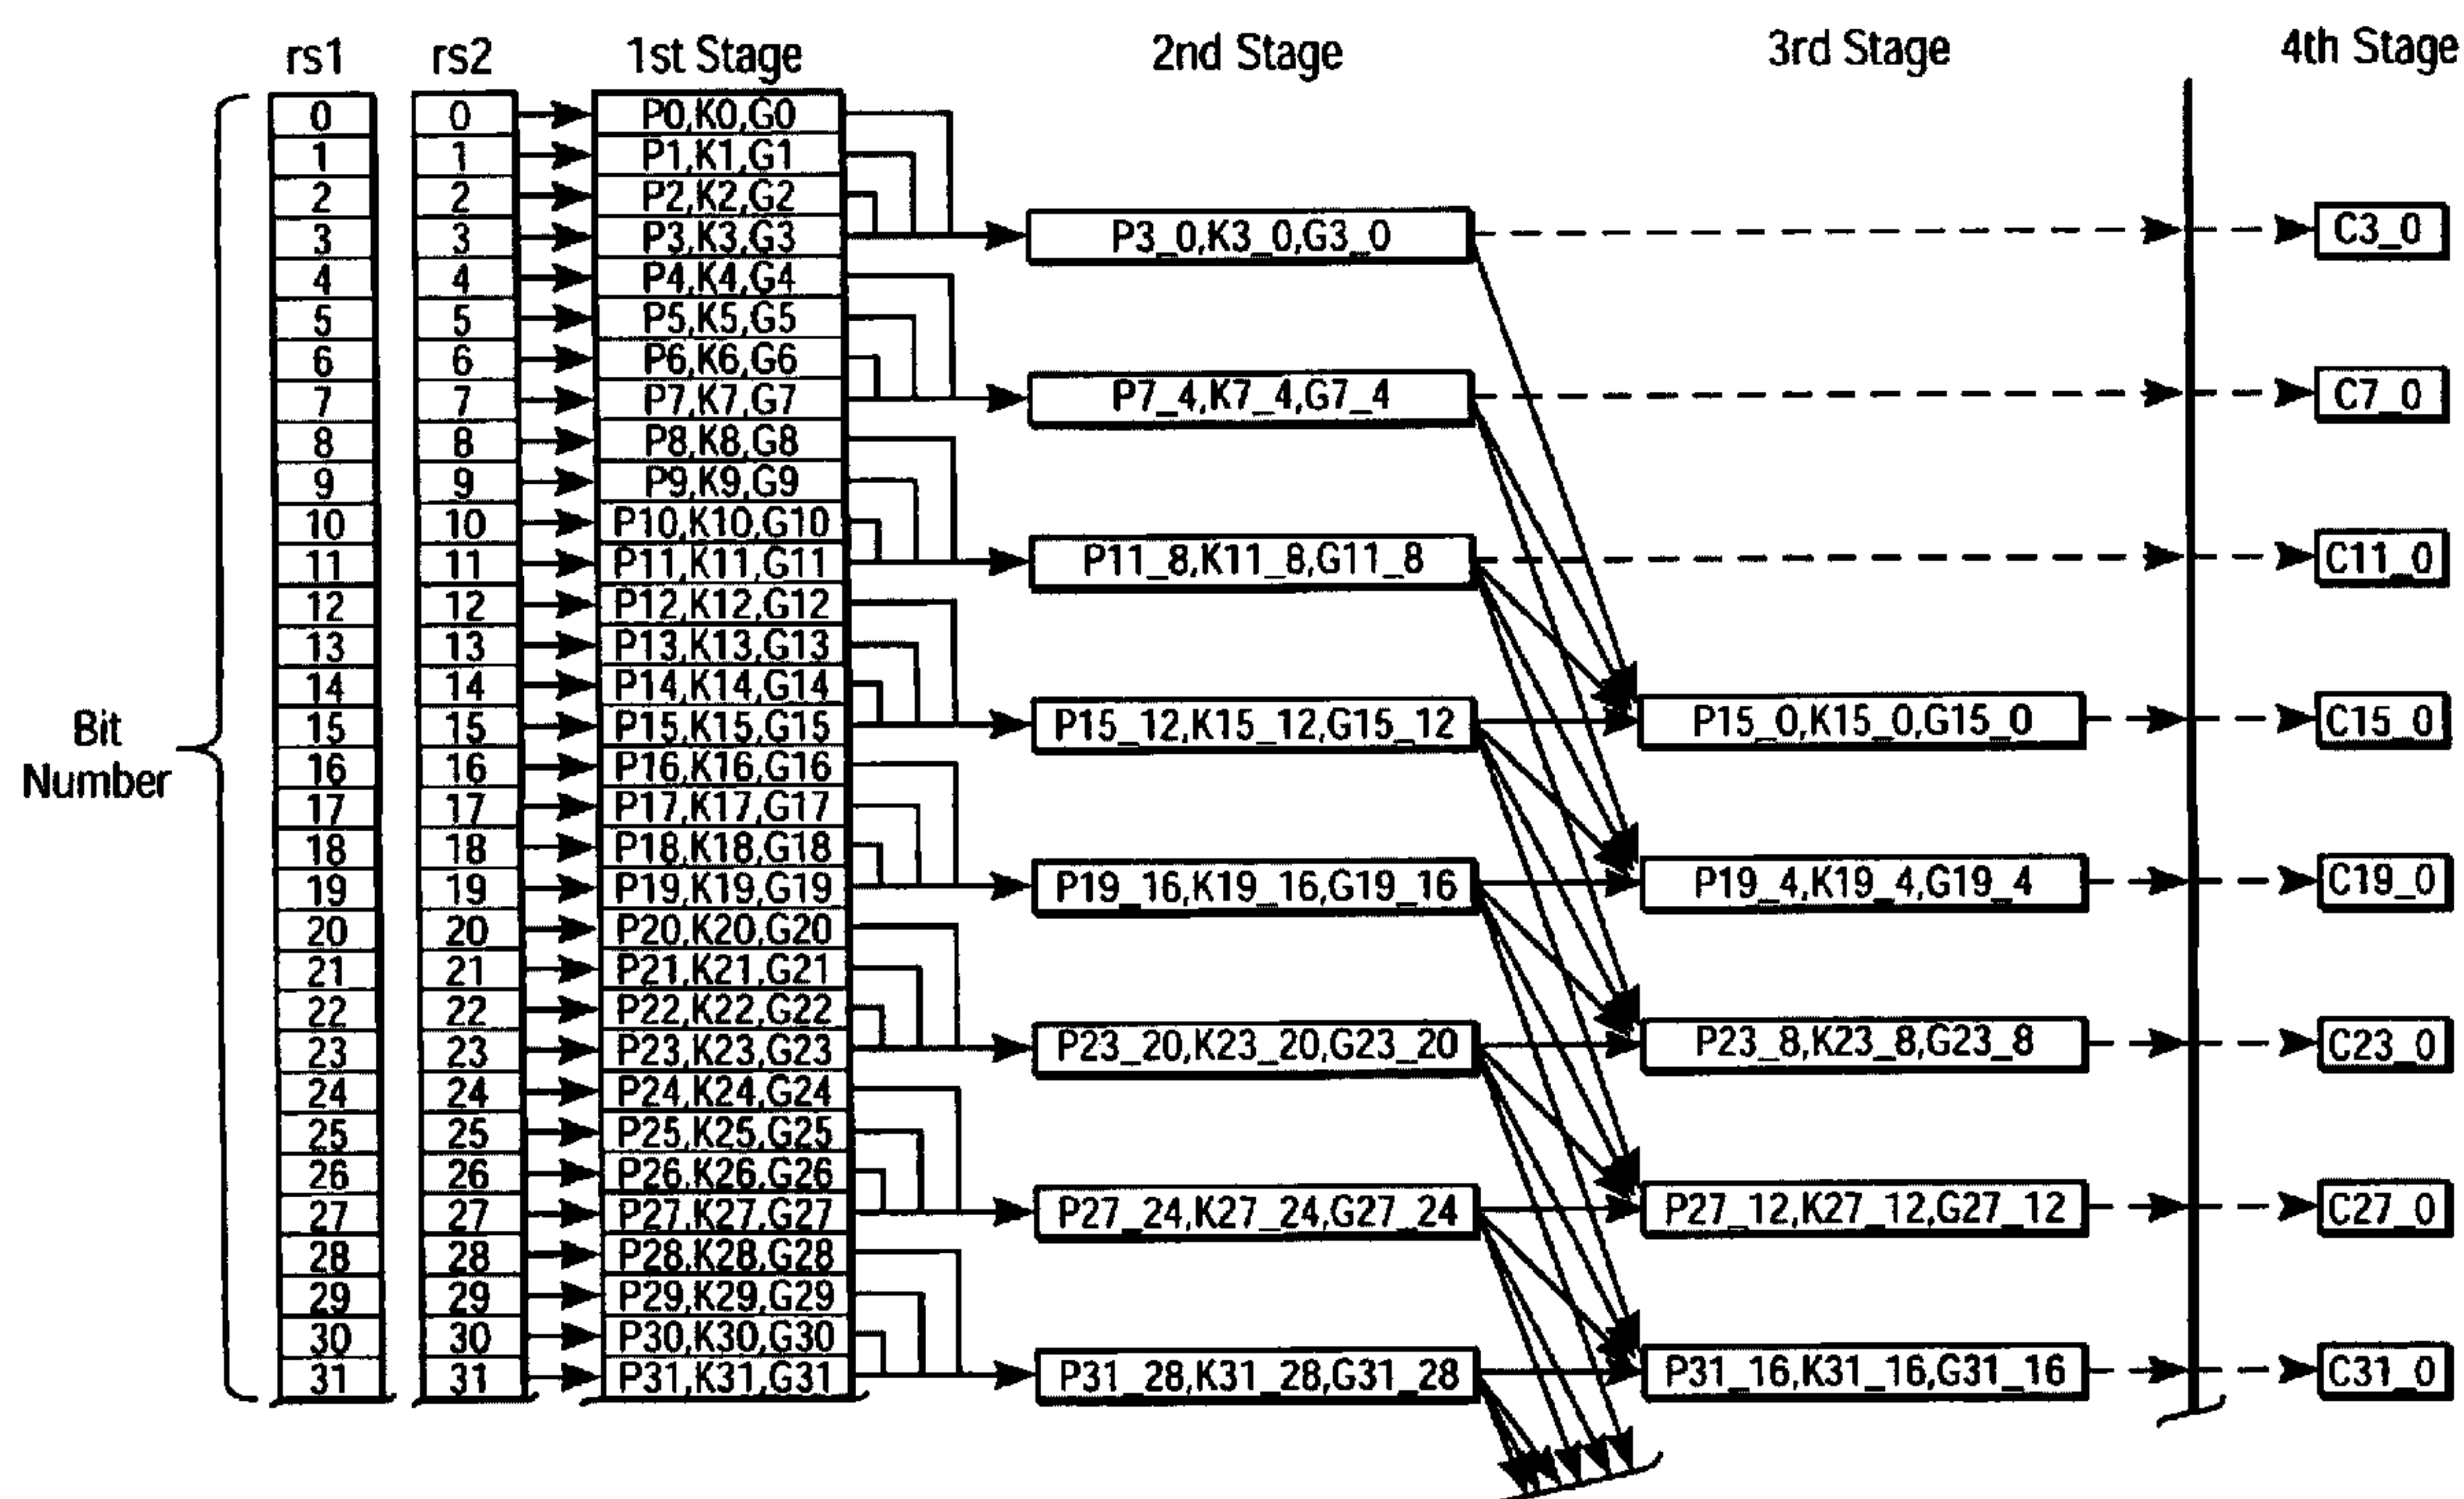 rs1 rs2 1st Stage 2nd Stage 3rd Stage 4th Stage
0 0 P0,K0,G0
1 1 P1,K1,G1
2 2 P2,K2,G2
3 3 P3,K3,G3 P3_0,K3_0,G3_0 C3_0
4 4 P4,K4,G4
5 5 P5,K5,G5
6 6 P6,K6,G6
7 7 P7,K7,G7 P7_4,K7_4,G7_4 C7_0
8 8 P8,K8,G8
9 9 P9,K9,G9
10 10 P10,K10,G10
11 11 P11,K11,G11 P11_8,K11_8,G11_8 C11_0
12 12 P12,K12,G12
13 13 P13,K13,G13
14 14 P14,K14,G14
15 15 P15,K15,G15 P15_12,K15_12,G15_12 P15_0,K15_0,G15_0 C15_0
Bit
Number
16 16 P16,K16,G16
17 17 P17,K17,G17
18 18 P18,K18,G18
19 19 P19,K19,G19 P19_16,K19_16,G19_16 P19_4,K19_4,G19_4 C19_0
20 20 P20,K20,G20
21 21 P21,K21,G21
22 22 P22,K22,G22
23 23 P23,K23,G23 P23_20,K23_20,G23_20 P23_8,K23_8,G23_8 C23_0
24 24 P24,K24,G24
25 25 P25,K25,G25
26 26 P26,K26,G26
27 27 P27,K27,G27 P27_24,K27_24,G27_24 P27_12,K27_12,G27_12 C27_0
28 28 P28,K28,G28
29 29 P29,K29,G29
30 30 P30,K30,G30
31 31 P31,K31,G31 P31_28,K31_28,G31_28 P31_16,K31_16,G31_16 C31_0